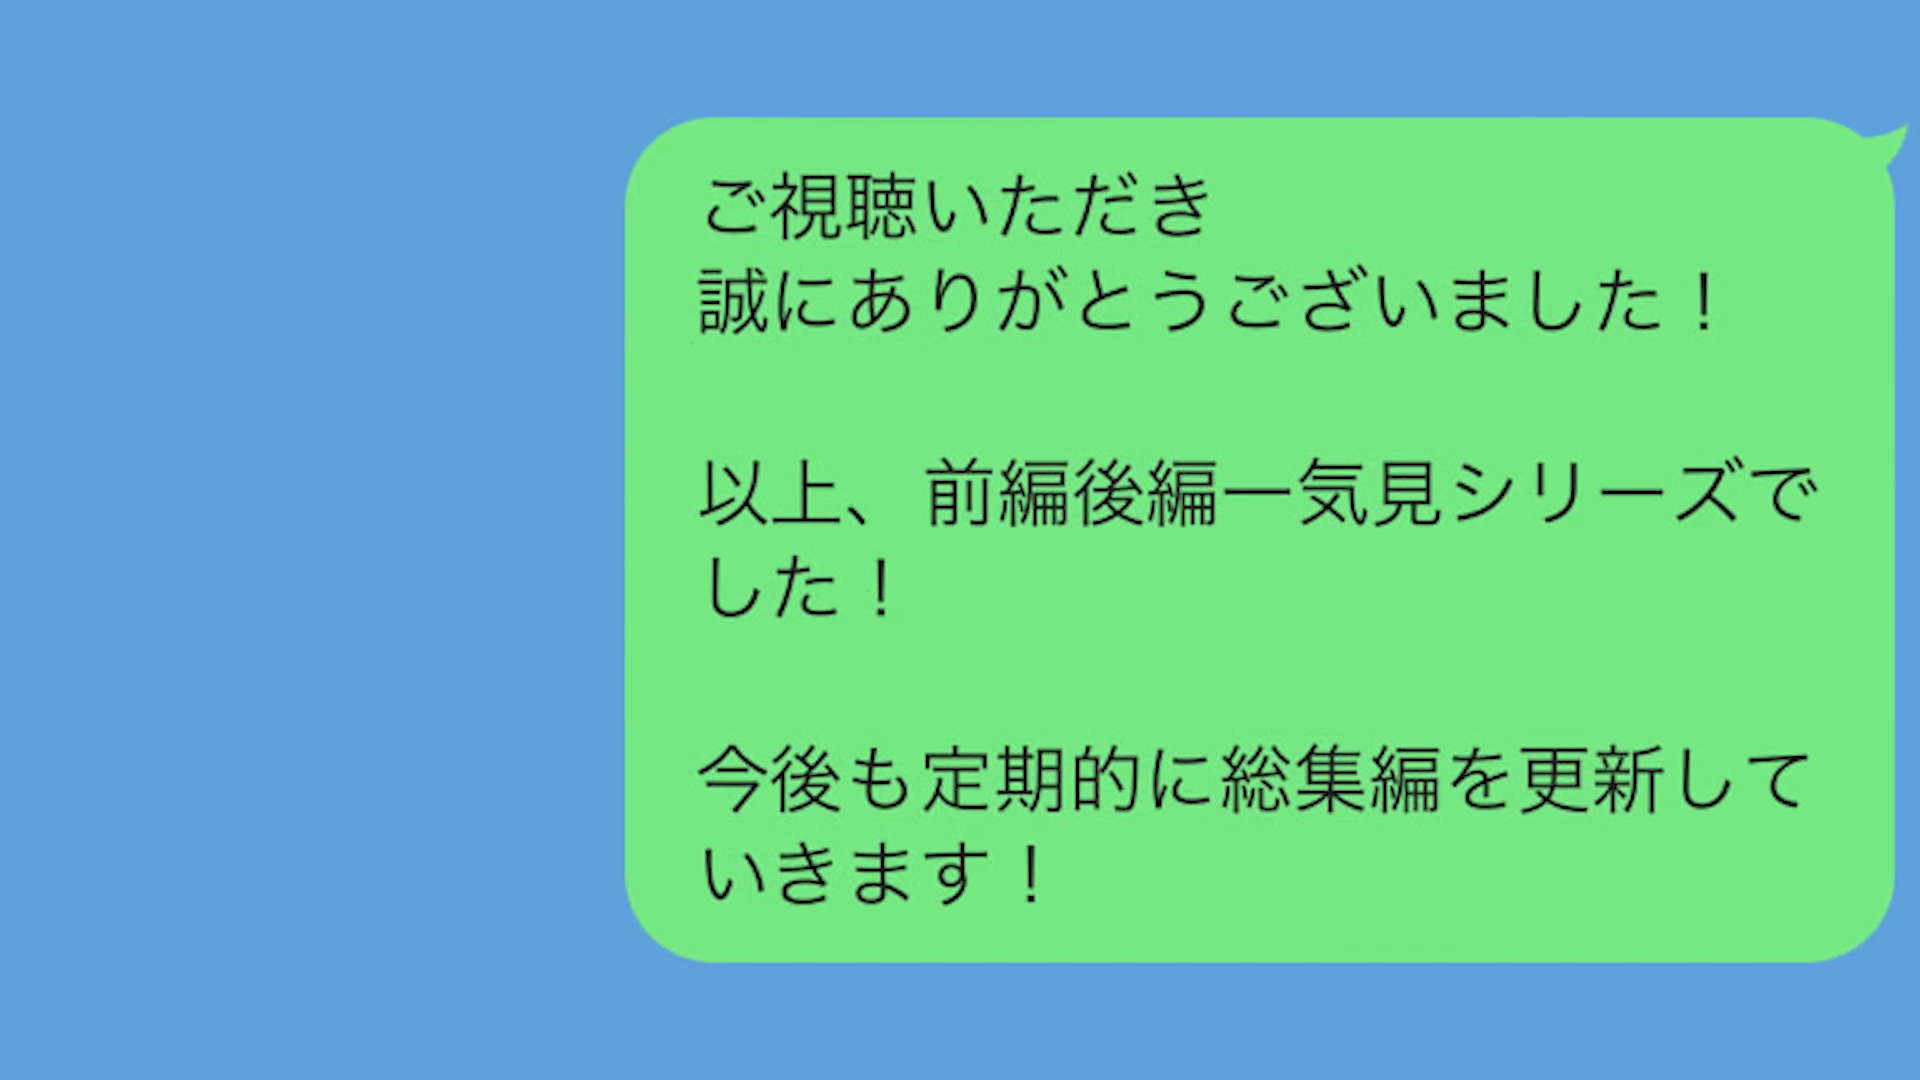 ご視聴いただき
誠にありがとうございました！
以上、前編後編一気見シリーズで
した！
今後も定期的に総集編を更新して
いきます！